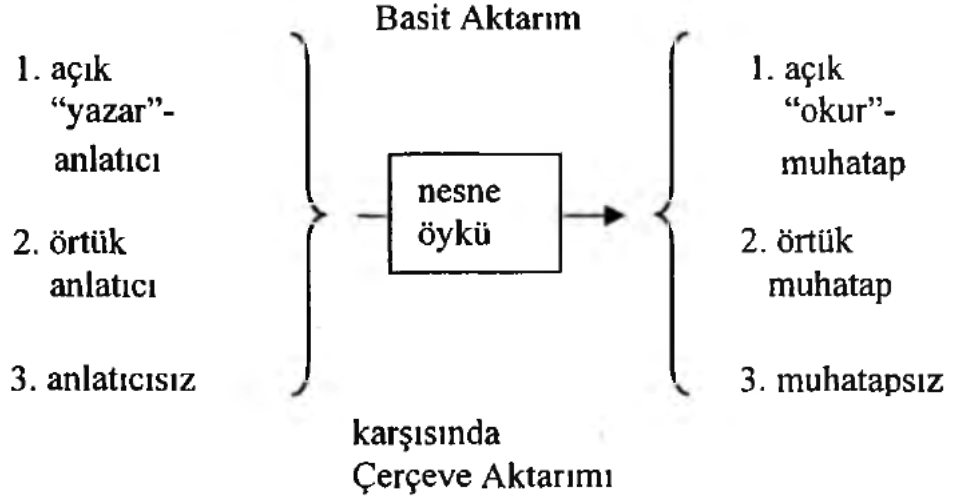 Basit Aktarım
1. açık
“yazar”-
anlatıcı
2. örtük
anlatıcı
3. anlatıcısız
nesne
öykü
1. açık
“okur”-
muhatap
2. örtük
muhatap
3. muhatapsız
karşısında
Çerçeve Aktarımı